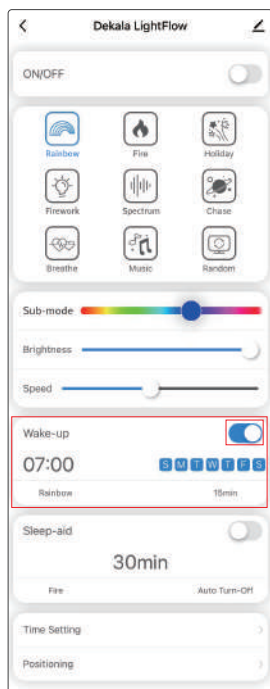 Dekala LightFlow
ON/OFF
Rainbow Fire Holiday
Firework Spectrum Chase
Breathe Music Random
Sub-mode
Brightness
Speed
Wake-up
07:00 S M T W T F S
Rainbow 15min
Sleep-aid
30min
Fire Auto Turn-Off
Time Setting
Positioning